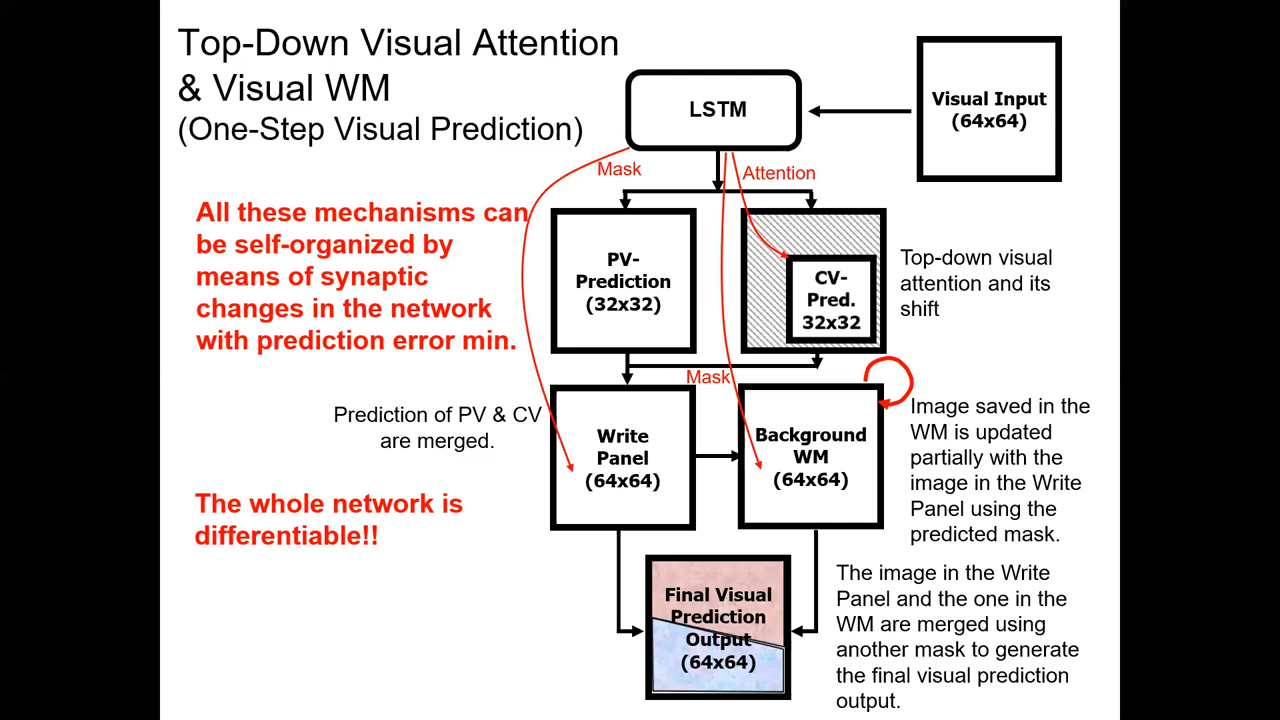 Top-Down Visual Attention
& Visual WM
(One-Step Visual Prediction)
LSTM
Visual Input
(64x64)
Mask
Attention
All these mechanisms can
be self-organized by
means of synaptic
changes in the network
with prediction error min.
PV-
Prediction
(32x32)
CV-
Pred.
32x32
Top-down visual
attention and its
shift
Mask
Prediction of PV & CV
are merged.
Write
Panel
(64x64)
Background
WM
(64x64)
Image saved in the
WM is updated
partially with the
image in the Write
Panel using the
predicted mask.
The whole network is
differentiable!!
Final Visual
Prediction
Output
(64x64)
The image in the Write
Panel and the one in the
WM are merged using
another mask to generate
the final visual prediction
output.